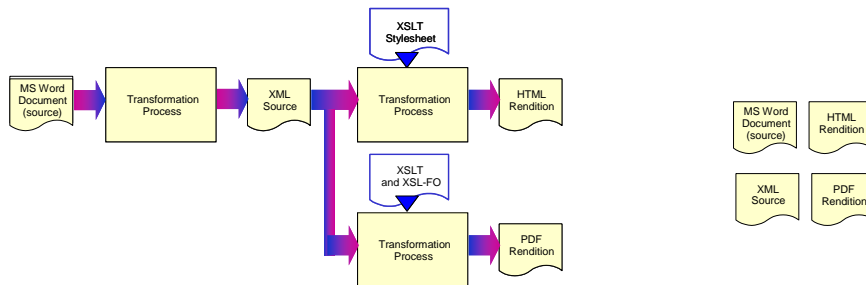 XSLT
Stylesheet
MS Word
Document
(source)
Transformation
Process
XML
Source
Transformation
Process
HTML
Rendition
XSLT
and XSL-FO
Transformation
Process
PDF
Rendition
MS Word
Document
(source)
HTML
Rendition
XML
Source
PDF
Rendition